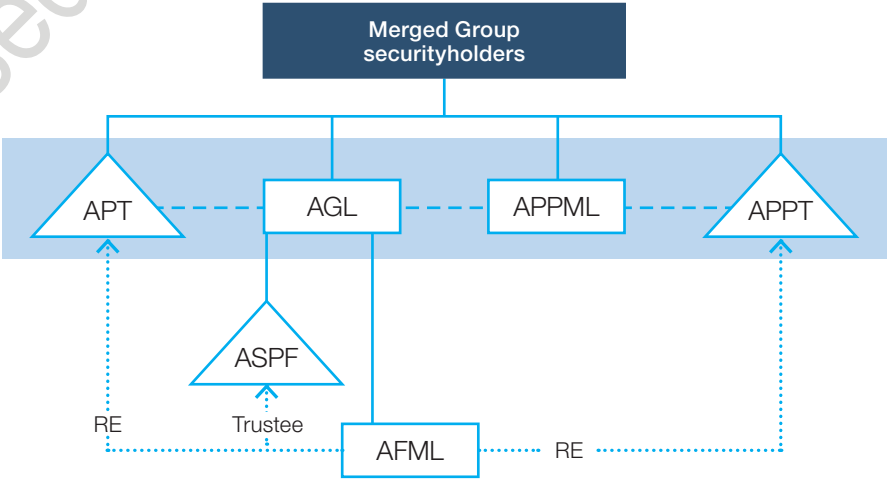 Merged Group
securityholders
APT
AGL
APPML
APPT
ASPF
RE
Trustee
AFML
RE